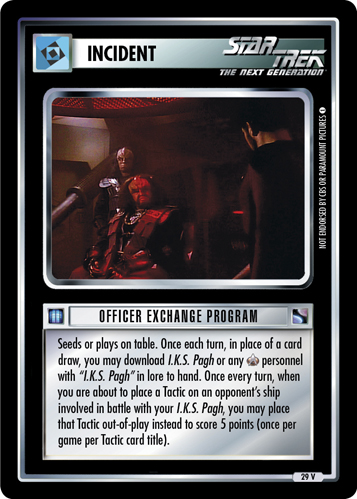 INCIDENT
STAR TREK
THE NEXT GENERATION
NOT ENDORSED BY CBS OR PARAMOUNT PICTURES
OFFICER EXCHANGE PROGRAM
Seeds or plays on table. Once each turn, in place of a card
draw, you may download I.K.S. Pagh or any personnel
with "I.K.S. Pagh" in lore to hand. Once every turn, when
you are about to place a Tactic on an opponent's ship
involved in battle with your I.K.S. Pagh, you may place
that Tactic out-of-play instead to score 5 points (once per
game per Tactic card title).
29 V